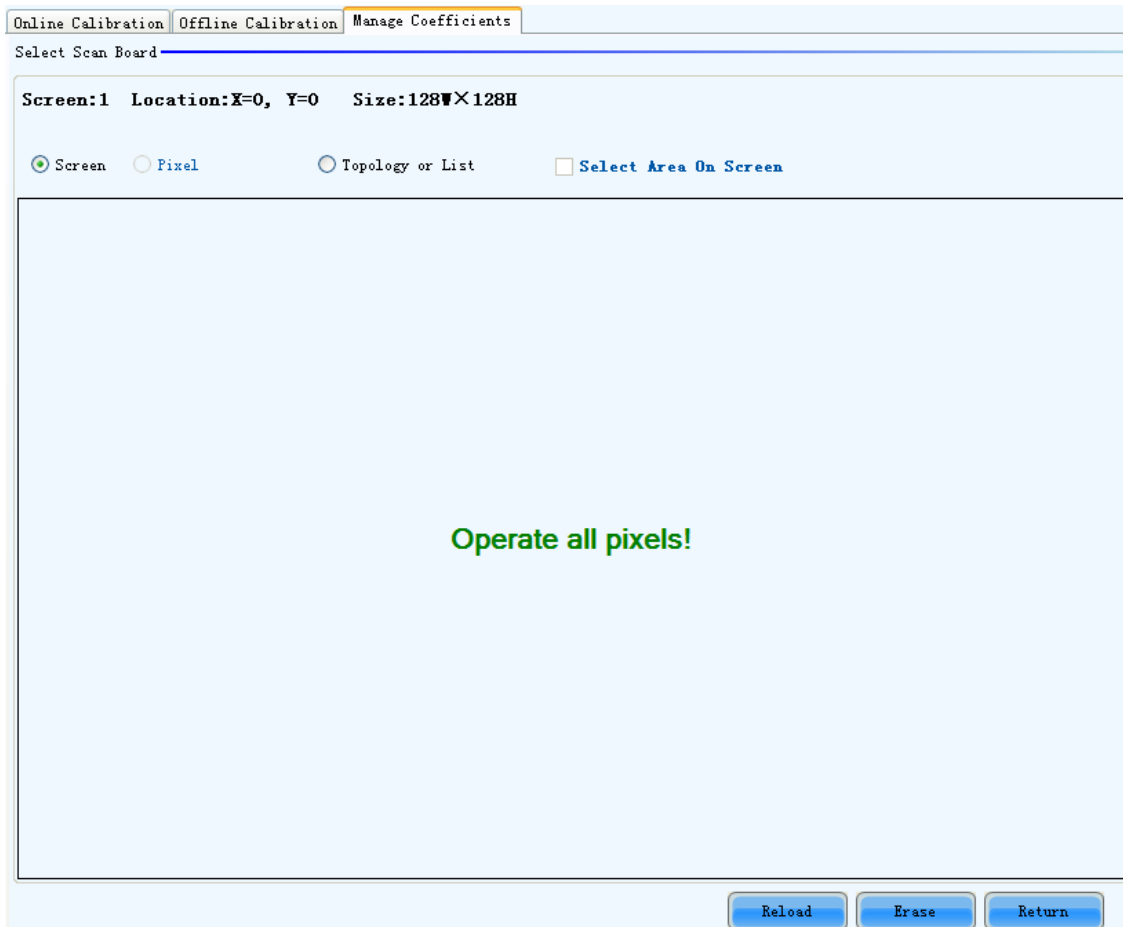 Online Calibration Offline Calibration Manage Coefficients
Select Scan Board
Screen:1 Location:X=0, Y=0 Size:128W×128H
Screen Pixel Topology or List Select Area On Screen
Operate all pixels!
Reload Erase Return